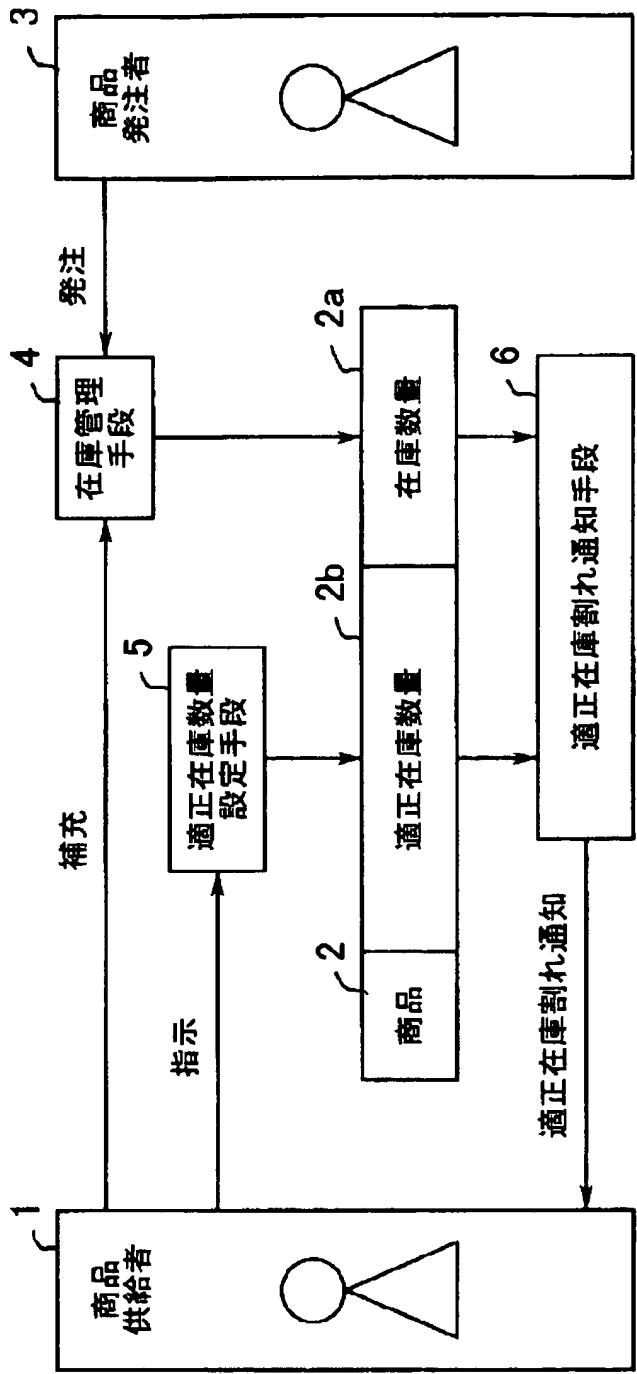 1
商品
供給者
補充
指示
適正在庫割れ通知
4
在庫管理
手段
発注
3
商品
発注者
5
適正在庫数量
設定手段
2
商品
2b
適正在庫数量
2a
在庫数量
6
適正在庫割れ通知手段